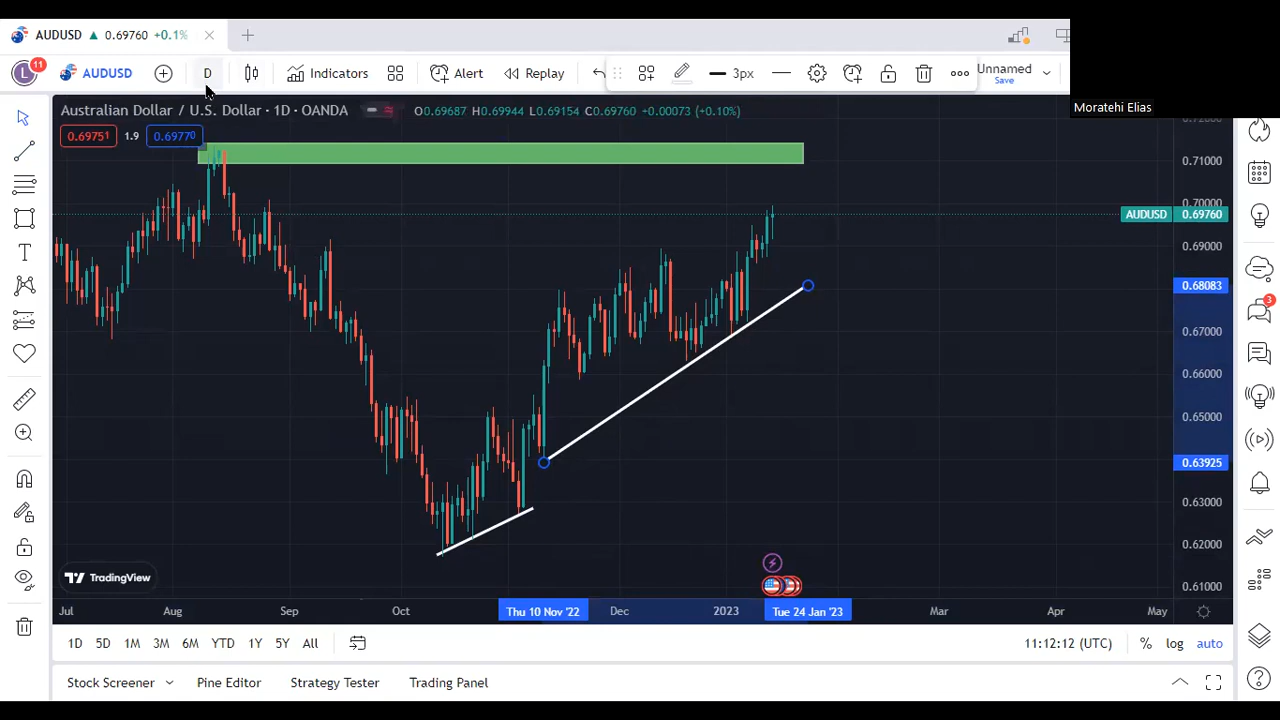 AUDUSD ▲ 0.69760 +0.1%
L 11 AUDUSD D Indicators Alert Replay 3px Unnamed
Save
Moratehi Elias
Australian Dollar / U.S. Dollar · 1D · OANDA O0.69687 H0.69944 L0.69154 C0.69760 +0.00073 (+0.10%)
0.69751 1.9 0.69770
0.71000
0.70000
AUDUSD 0.69760
0.69000
0.68083
3
0.67000
0.66000
0.65000
0.63925
0.63000
0.62000
TradingView
0.61000
Jul Aug Sep Oct Thu 10 Nov '22 Dec 2023 Tue 24 Jan '23 Mar Apr May
1D 5D 1M 3M 6M YTD 1Y 5Y All 11:12:12 (UTC) % log auto
Stock Screener Pine Editor Strategy Tester Trading Panel